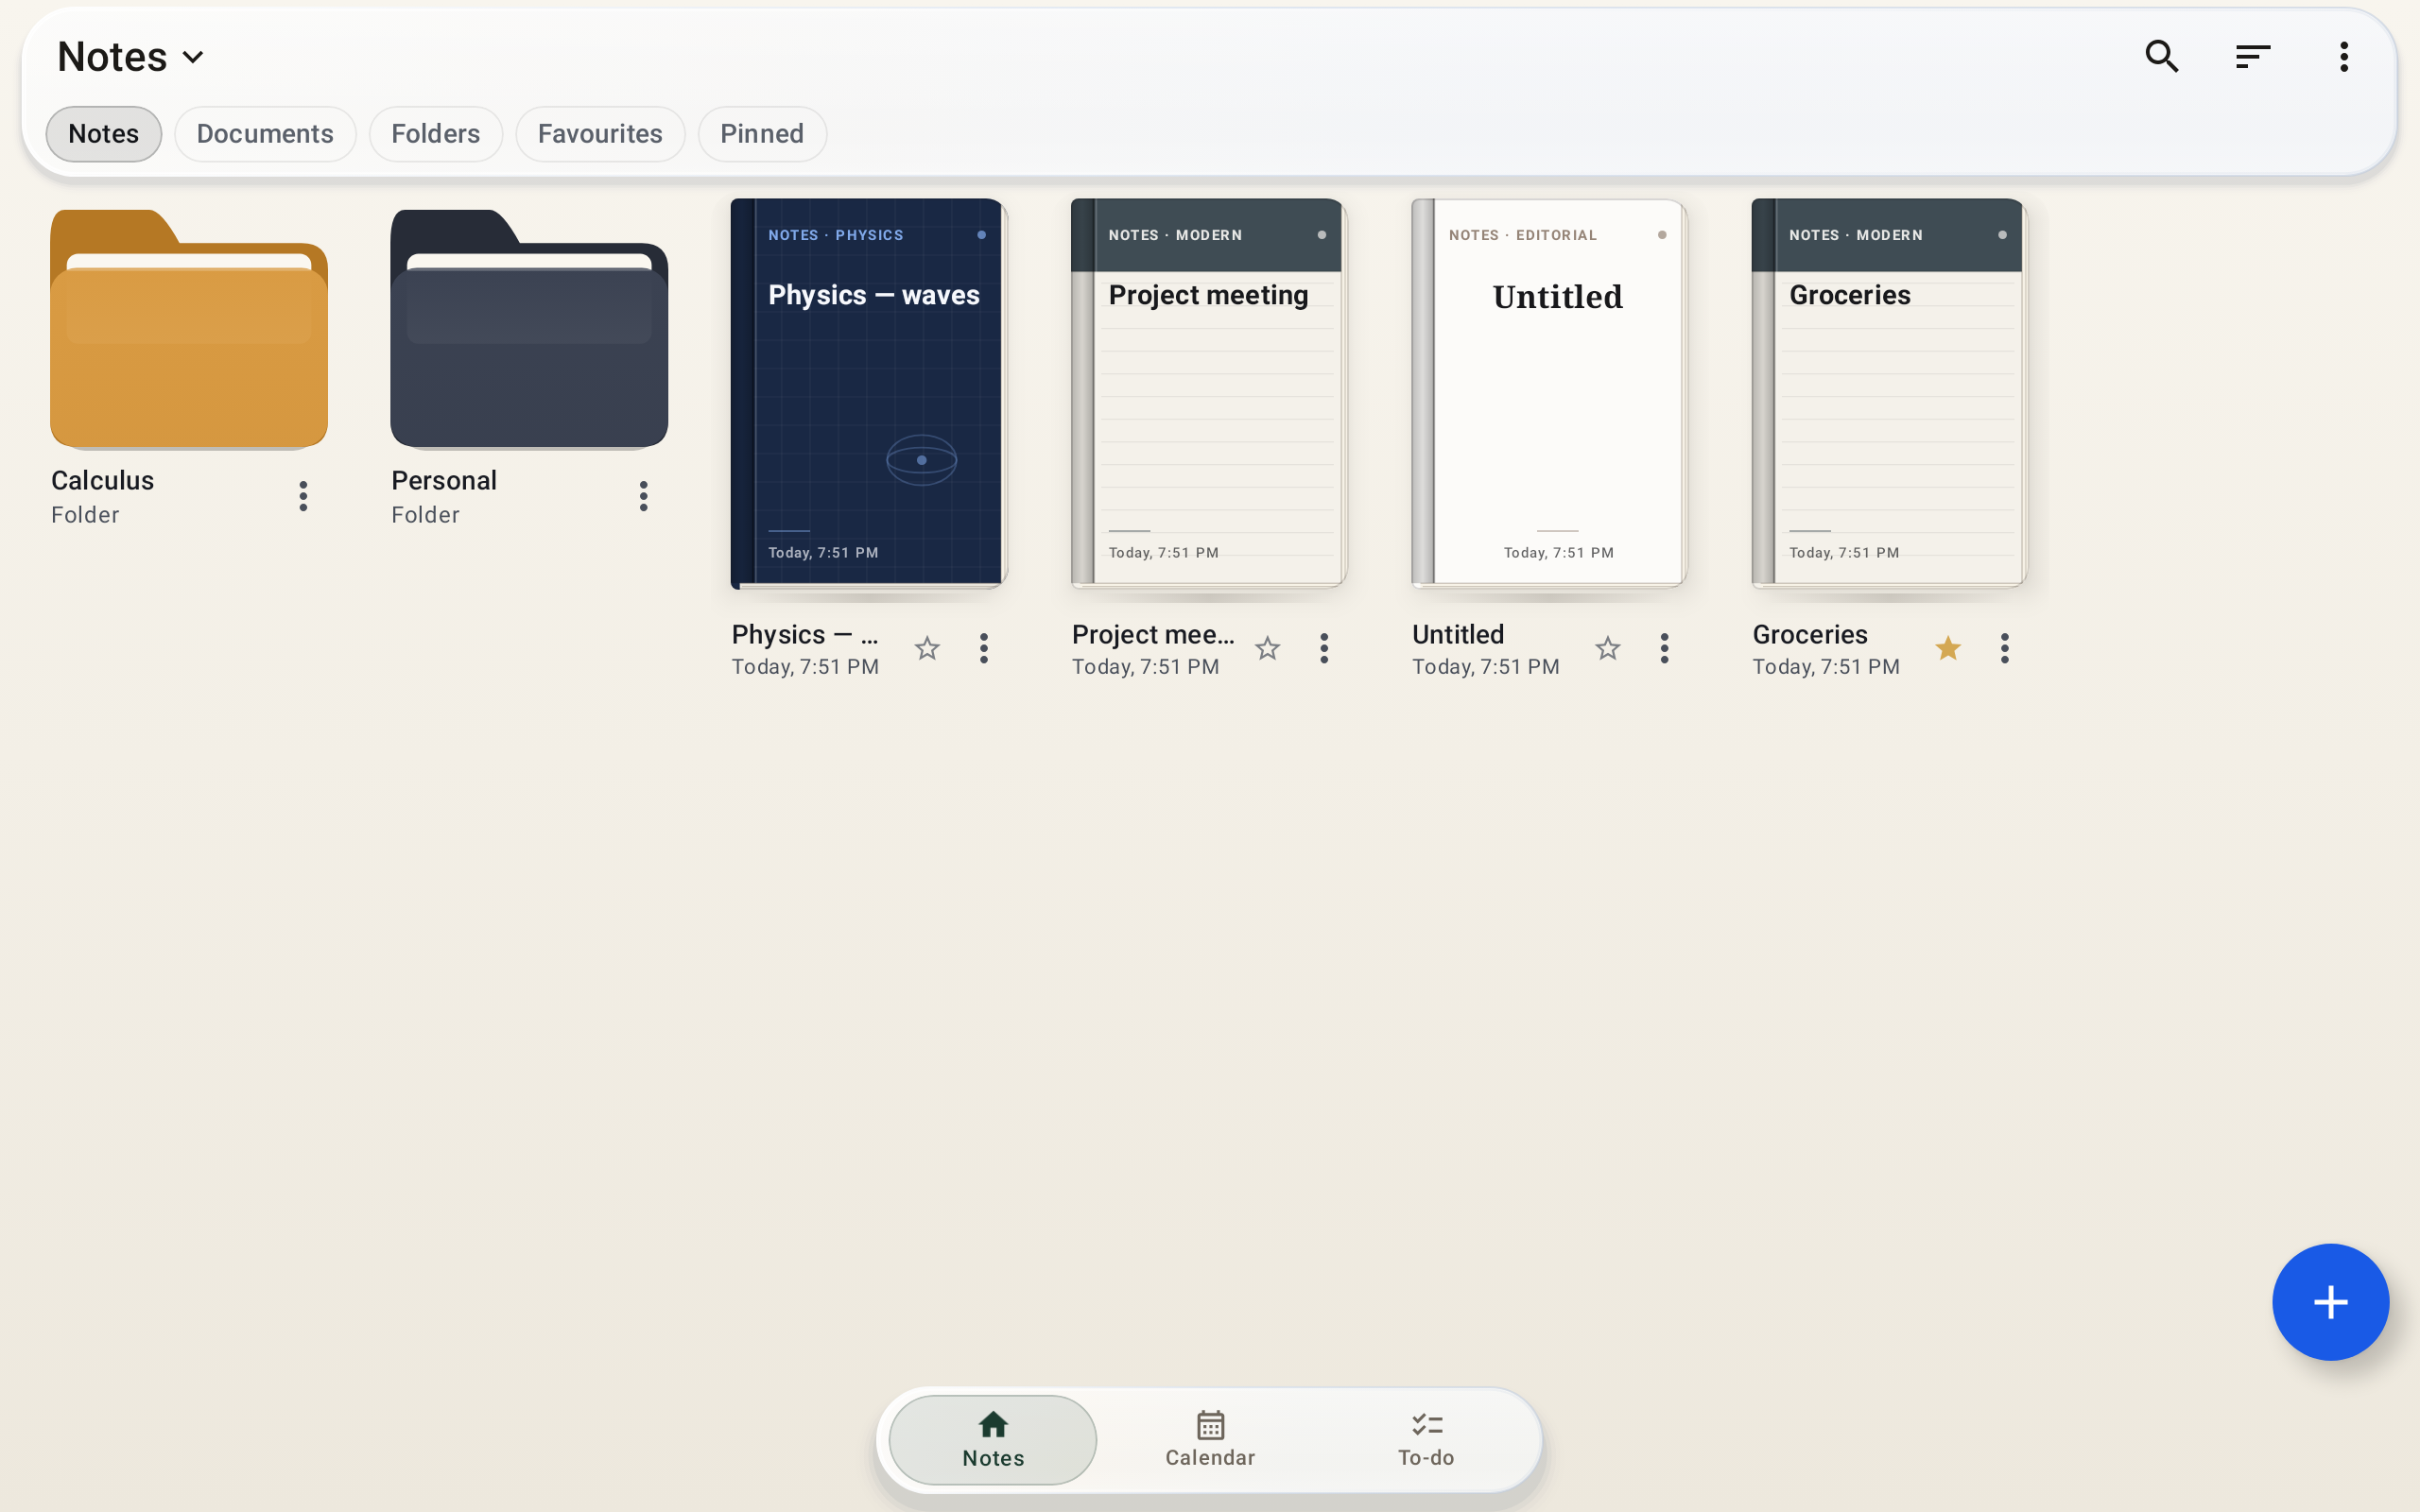 Notes
Notes
Documents
Folders
Favourites
Pinned
NOTES · PHYSICS
Physics — waves
Today, 7:51 PM
NOTES · MODERN
Project meeting
Today, 7:51 PM
NOTES · EDITORIAL
Untitled
Today, 7:51 PM
NOTES · MODERN
Groceries
Today, 7:51 PM
Calculus
Folder
Personal
Folder
Physics — ...
Today, 7:51 PM
Project mee...
Today, 7:51 PM
Untitled
Today, 7:51 PM
Groceries
Today, 7:51 PM
Notes
Calendar
To-do